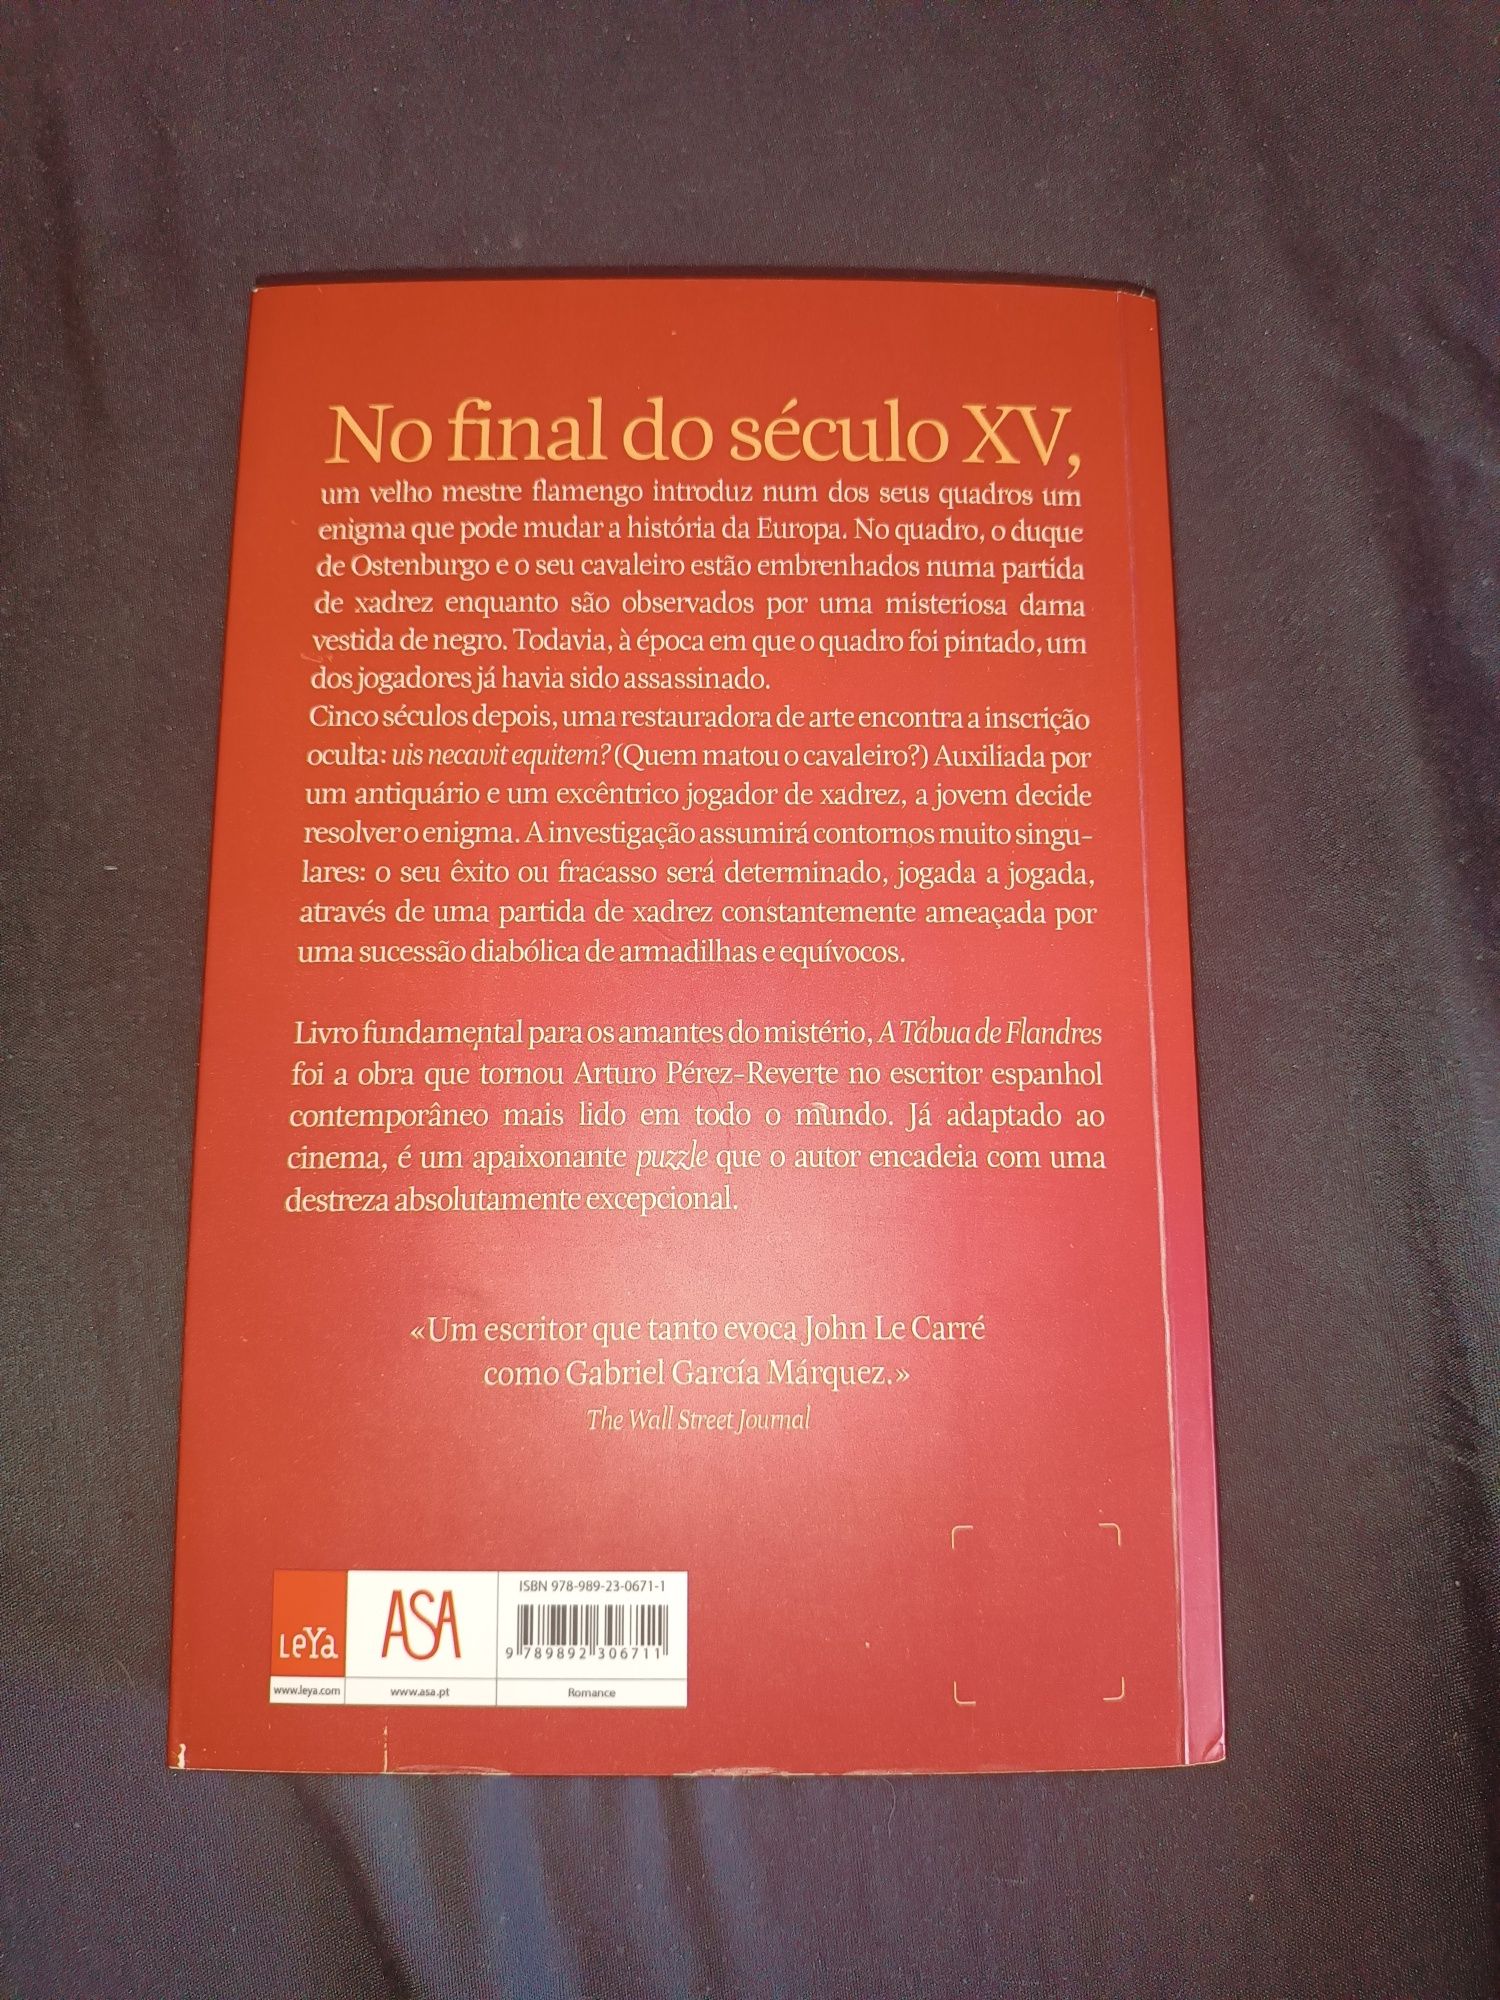 No final do século XV,
um velho mestre flamengo introduz num dos seus quadros um
enigma que pode mudar a história da Europa. No quadro, o duque
de Ostenburgo e o seu cavaleiro estão embrenhados numa partida
de xadrez enquanto são observados por uma misteriosa dama
vestida de negro. Todavia, à época em que o quadro foi pintado, um
dos jogadores já havia sido assassinado.
Cinco séculos depois, uma restauradora de arte encontra a inscrição
oculta: uis necavit equitem? (Quem matou o cavaleiro?) Auxiliada por
um antiquário e um excêntrico jogador de xadrez, a jovem decide
resolver o enigma. A investigação assumirá contornos muito singu-
lares: o seu êxito ou fracasso será determinado, jogada a jogada,
através de uma partida de xadrez constantemente ameaçada por
uma sucessão diabólica de armadilhas e equívocos.
Livro fundamental para os amantes do mistério, A Tábua de Flandres
foi a obra que tornou Arturo Pérez-Reverte no escritor espanhol
contemporâneo mais lido em todo o mundo. Já adaptado ao
cinema, é um apaixonante puzzle que o autor encadeia com uma
destreza absolutamente excepcional.
«Um escritor que tanto evoca John Le Carré
como Gabriel García Márquez.»
The Wall Street Journal
LeYa
www.leya.com
ASA
www.asa.pt
ISBN 978-989-23-0671-1
9 789892 306711
Romance